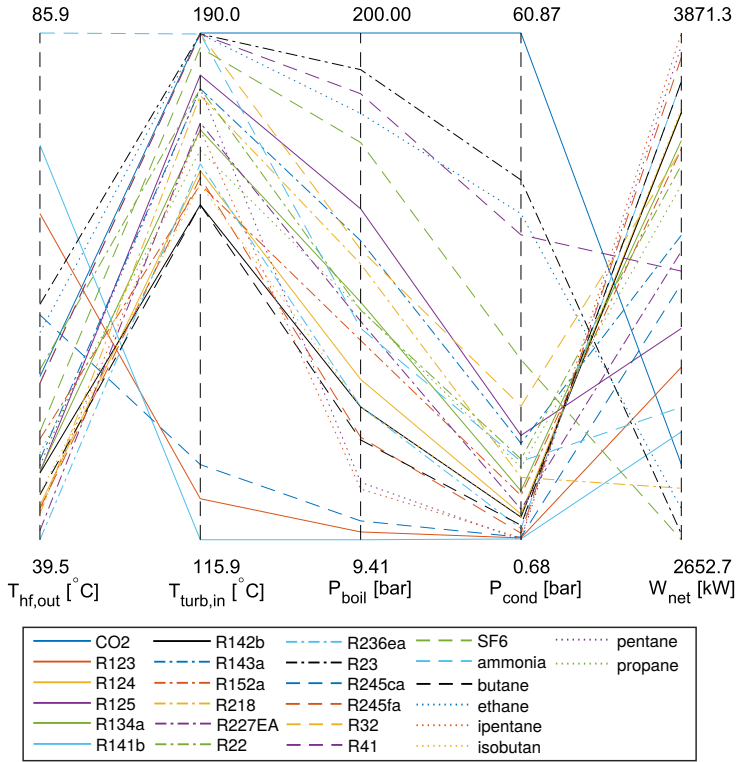 85.9 190.0 200.00 60.87 3871.3
39.5 115.9 9.41 0.68 2652.7
T_hf,out [°C] T_turb,in [°C] P_boil [bar] P_cond [bar] W_net [kW]
CO2 R142b R236ea SF6 pentane
R123 R143a R23 ammonia propane
R124 R152a R245ca butane
R125 R218 R245fa ethane
R134a R227EA R32 ipentane
R141b R22 R41 isobutan